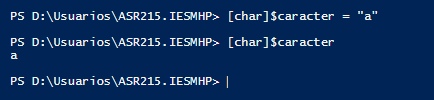 PS D:\Usuarios\ASR215.IESMHP> [char]$caracter = "a"
PS D:\Usuarios\ASR215.IESMHP> [char]$caracter
a
PS D:\Usuarios\ASR215.IESMHP>